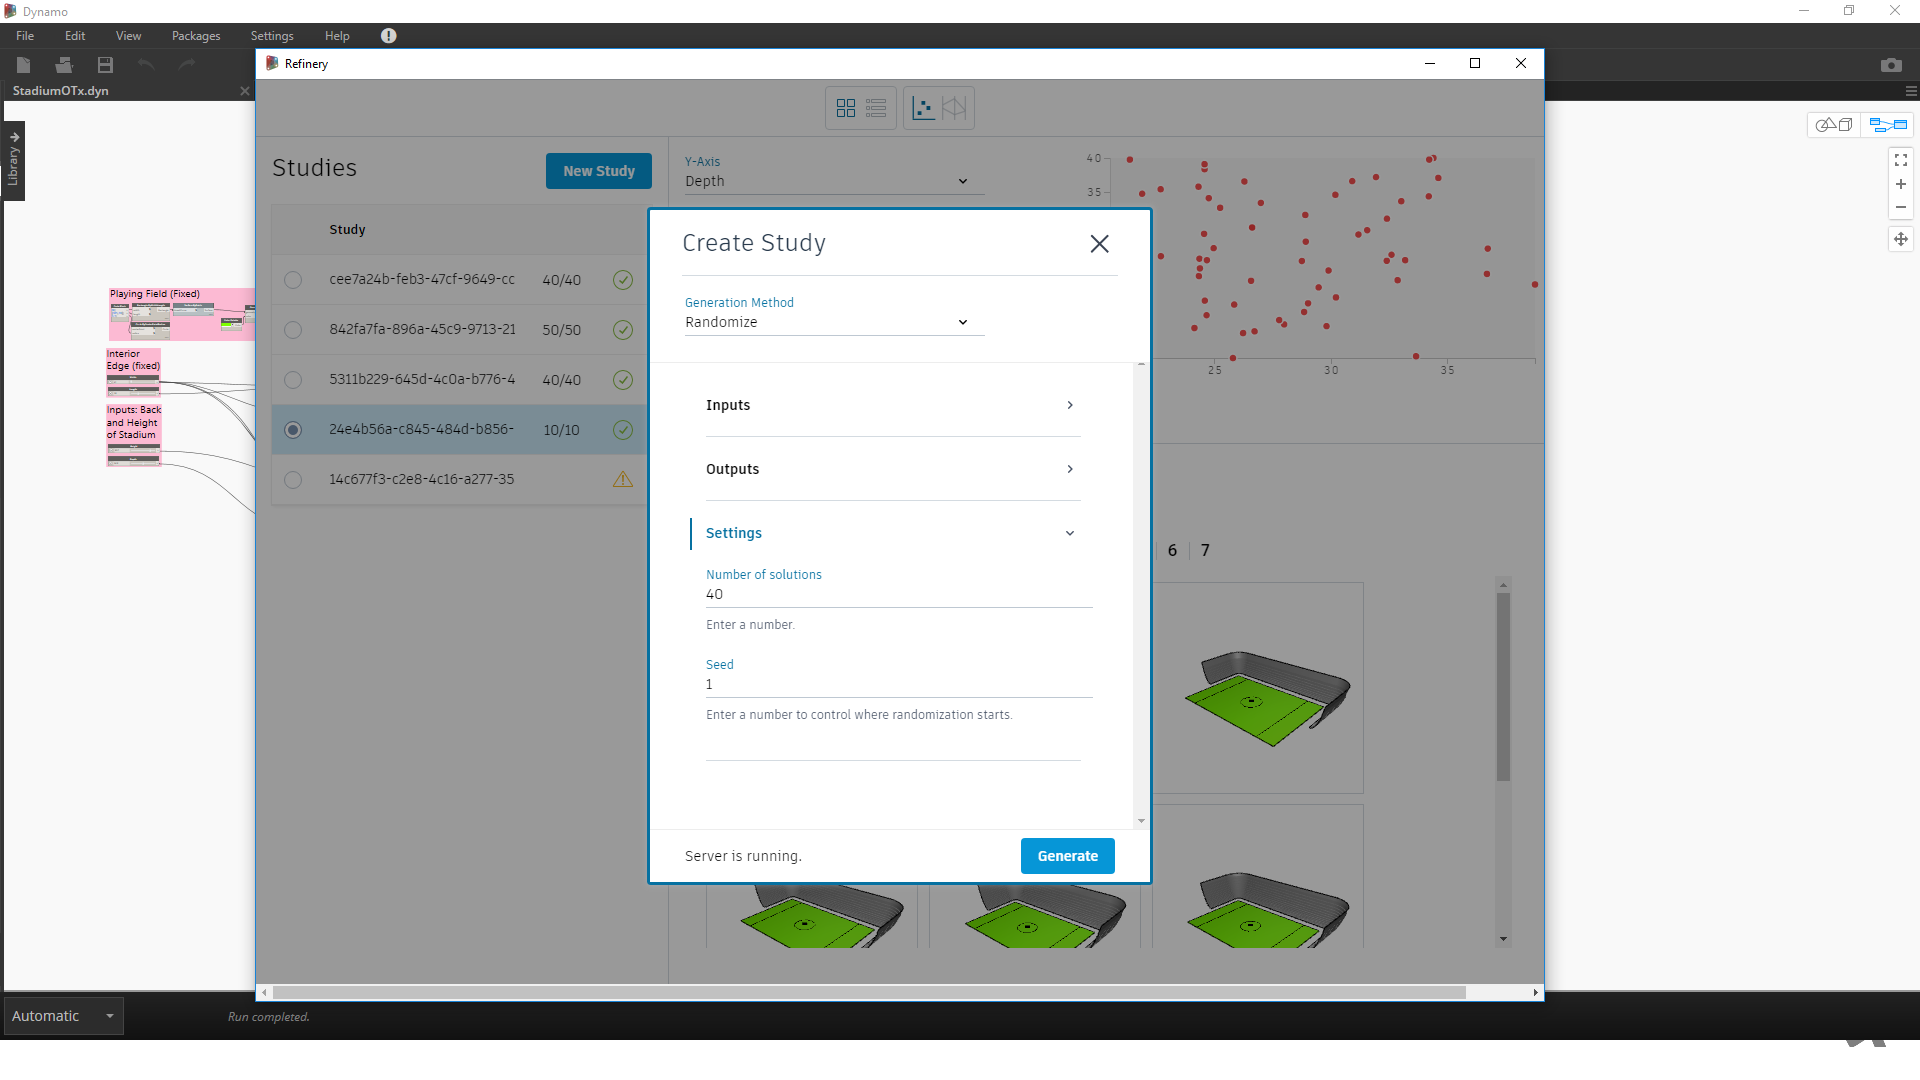 Dynamo
File Edit View Packages Settings Help
Refinery
StadiumOTx.dyn
Library
Studies
New Study
Study
cee7a24b-feb3-47cf-9649-cc 40/40
842fa7fa-896a-45c9-9713-21 50/50
5311b229-645d-4c0a-b776-4 40/40
24e4b56a-c845-484d-b856- 10/10
14c677f3-c2e8-4c16-a277-35
Y-Axis
Depth
40
35
25 30 35
Playing Field (Fixed)
Interior
Edge (fixed)
Inputs: Back
and Height
of Stadium
Create Study
Generation Method
Randomize
Inputs
Outputs
Settings
Number of solutions
40
Enter a number.
Seed
1
Enter a number to control where randomization starts.
Server is running.
Generate
6 7
Automatic
Run completed.